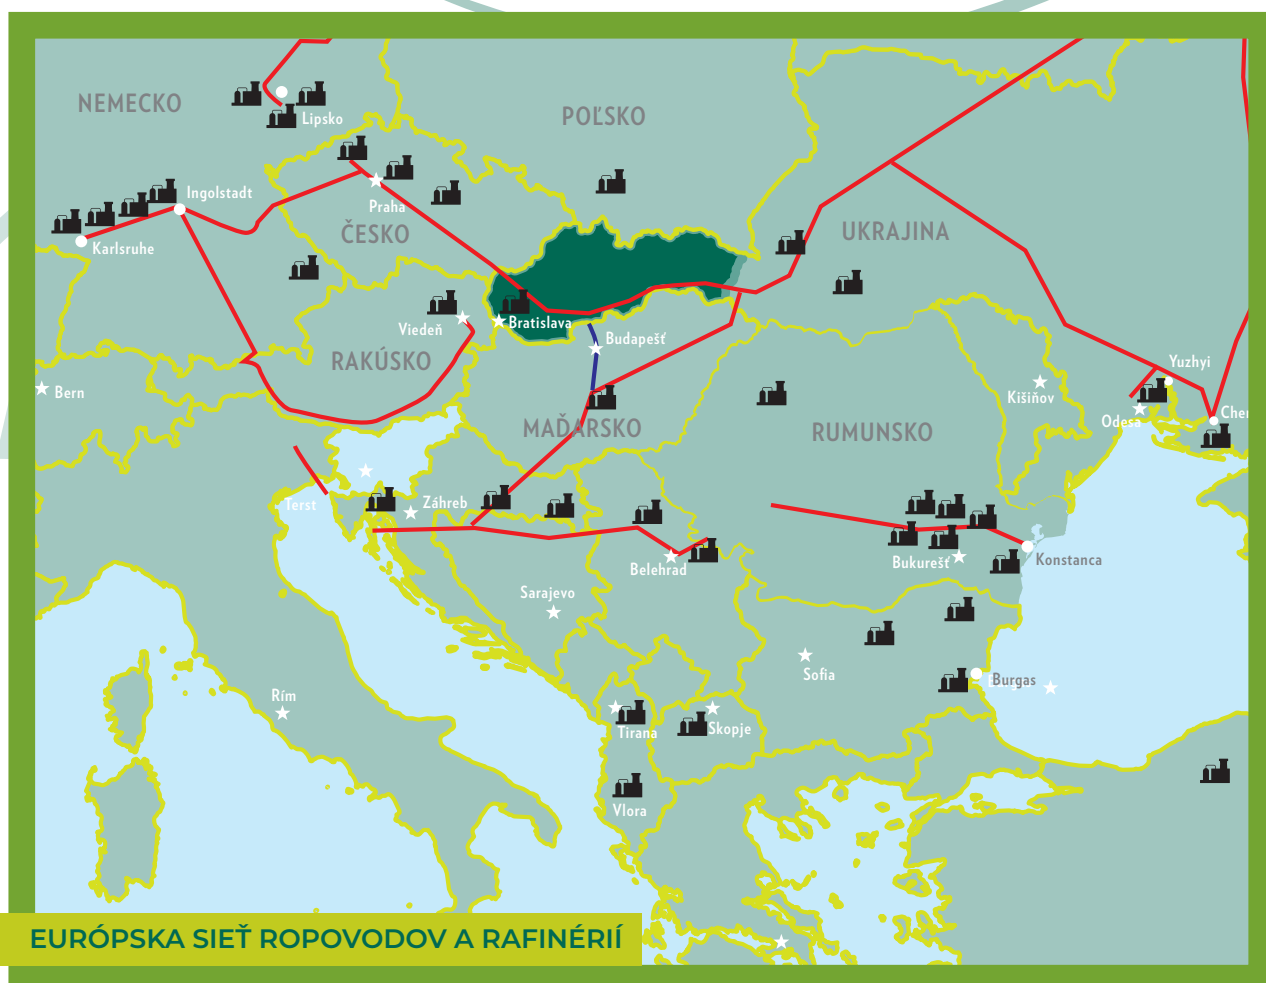 NEMECKO
POĽSKO
Lipsko
Ingolstadt
Praha
Karlsruhe
ČESKO
UKRAJINA
Viedeň
Bratislava
Budapešť
RAKÚSKO
Bern
Yuzhyi
Kišiňov
Odesa
Cher
MAĎARSKO
RUMUNSKO
Terst
Záhreb
Belehrad
Bukurešť
Konstanca
Sarajevo
Sofia
Burgas
Rím
Tirana
Skopje
Vlora
EURÓPSKA SIEŤ ROPOVODOV A RAFINÉRIÍ